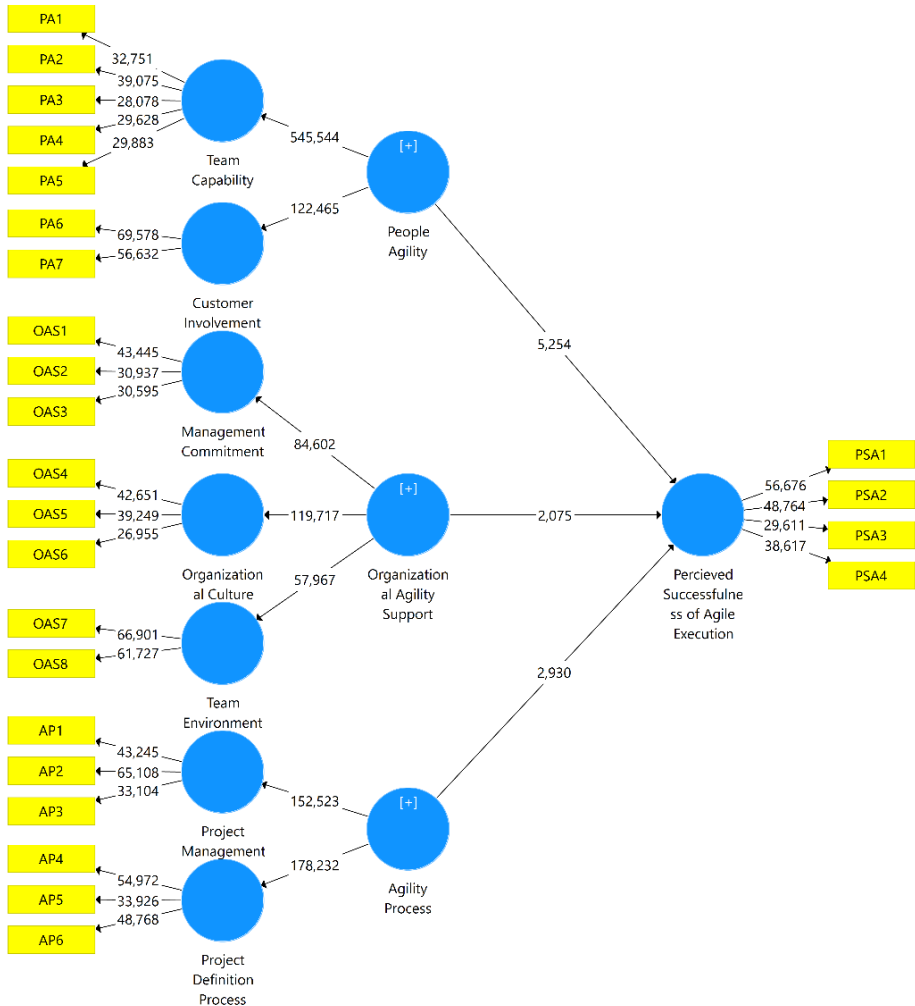 PA1
PA2
PA3
PA4
PA5
32,751
39,075
28,078
29,628
29,883
Team
Capability
545,544
[+]
People
Agility
122,465
PA6
PA7
69,578
56,632
Customer
Involvement
5,254
OAS1
OAS2
OAS3
43,445
30,937
30,595
Management
Commitment
84,602
OAS4
OAS5
OAS6
42,651
39,249
26,955
Organization
al Culture
119,717
[+]
Organization
al Agility
Support
57,967
2,075
Percieved
Successfulne
ss of Agile
Execution
56,676
48,764
29,611
38,617
PSA1
PSA2
PSA3
PSA4
OAS7
OAS8
66,901
61,727
Team
Environment
2,930
AP1
AP2
AP3
43,245
65,108
33,104
Project
Management
152,523
[+]
Agility
Process
178,232
AP4
AP5
AP6
54,972
33,926
48,768
Project
Definition
Process